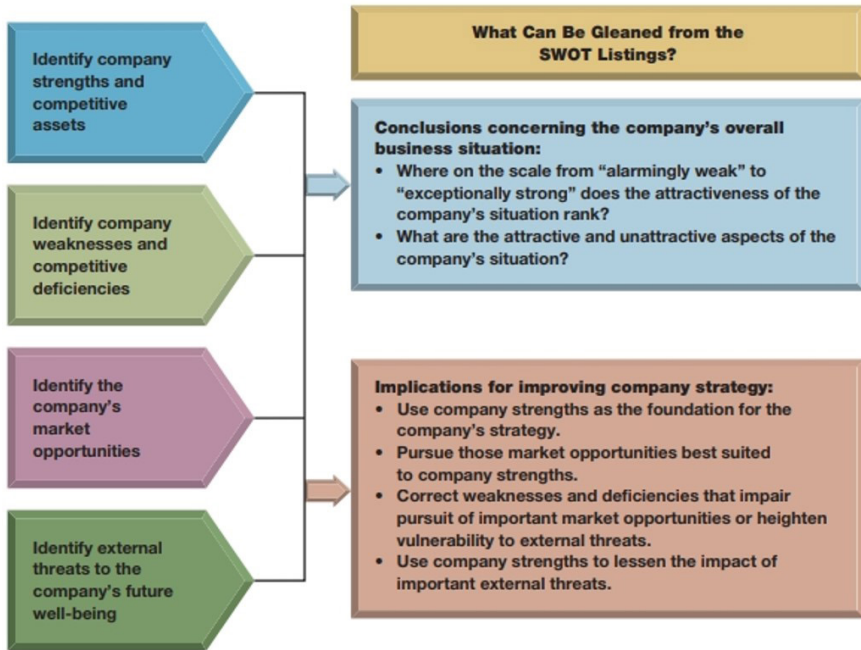 Identify company
strengths and
competitive
assets
Identify company
weaknesses and
competitive
deficiencies
Identify the
company's
market
opportunities
Identify external
threats to the
company's future
well-being
What Can Be Gleaned from the
SWOT Listings?
Conclusions concerning the company's overall
business situation:
• Where on the scale from “alarmingly weak” to
“exceptionally strong” does the attractiveness of the
company's situation rank?
• What are the attractive and unattractive aspects of the
company's situation?
Implications for improving company strategy:
• Use company strengths as the foundation for the
company's strategy.
• Pursue those market opportunities best suited
to company strengths.
• Correct weaknesses and deficiencies that impair
pursuit of important market opportunities or heighten
vulnerability to external threats.
• Use company strengths to lessen the impact of
important external threats.